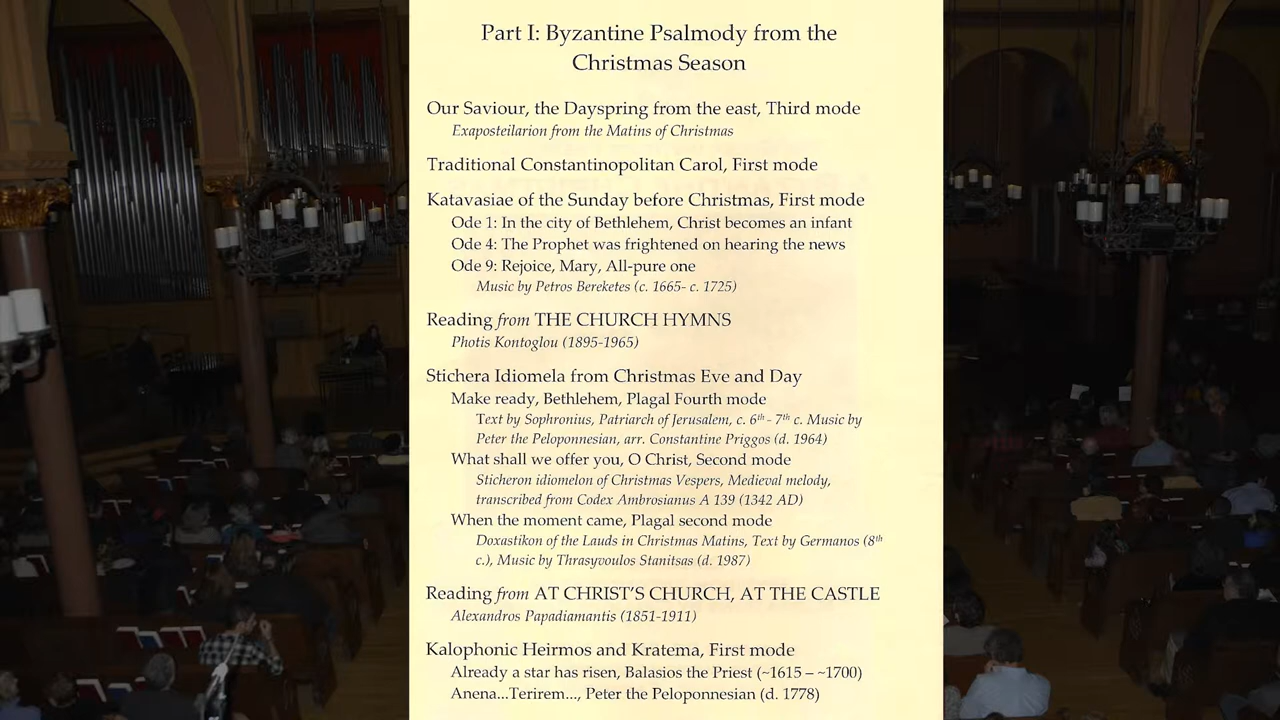 Part I: Byzantine Psalmody from the
Christmas Season
Our Saviour, the Dayspring from the east, Third mode
Exaposteilarion from the Matins of Christmas
Traditional Constantinopolitan Carol, First mode
Katavasiae of the Sunday before Christmas, First mode
Ode 1: In the city of Bethlehem, Christ becomes an infant
Ode 4: The Prophet was frightened on hearing the news
Ode 9: Rejoice, Mary, All-pure one
Music by Petros Bereketes (c. 1665- c. 1725)
Reading from THE CHURCH HYMNS
Photis Kontoglou (1895-1965)
Stichera Idiomela from Christmas Eve and Day
Make ready, Bethlehem, Plagal Fourth mode
Text by Sophronius, Patriarch of Jerusalem, c. 6th - 7th c. Music by
Peter the Peloponnesian, arr. Constantine Priggos (d. 1964)
What shall we offer you, O Christ, Second mode
Sticheron idiomelon of Christmas Vespers, Medieval melody,
transcribed from Codex Ambrosianus A 139 (1342 AD)
When the moment came, Plagal second mode
Doxastikon of the Lauds in Christmas Matins, Text by Germanos (8th
c.), Music by Thrasyvoulos Stanitsas (d. 1987)
Reading from AT CHRIST'S CHURCH, AT THE CASTLE
Alexandros Papadiamantis (1851-1911)
Kalophonic Heirmos and Kratema, First mode
Already a star has risen, Balasios the Priest (~1615 – ~1700)
Anena...Terirem..., Peter the Peloponnesian (d. 1778)